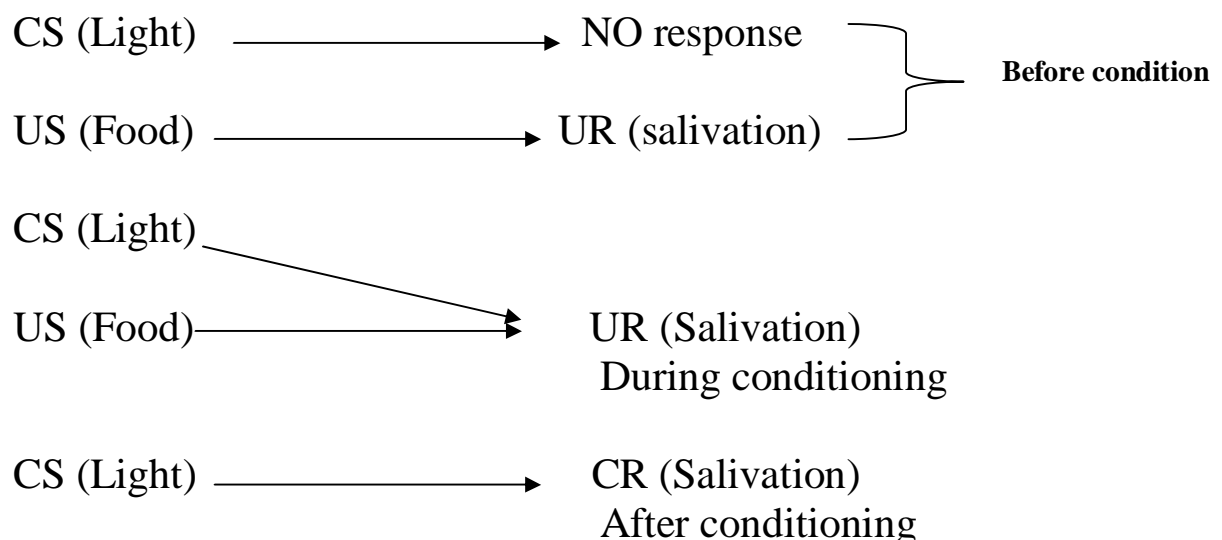 CS (Light) NO response
Before condition
US (Food) UR (salivation)
CS (Light)
US (Food) UR (Salivation)
During conditioning
CS (Light) CR (Salivation)
After conditioning